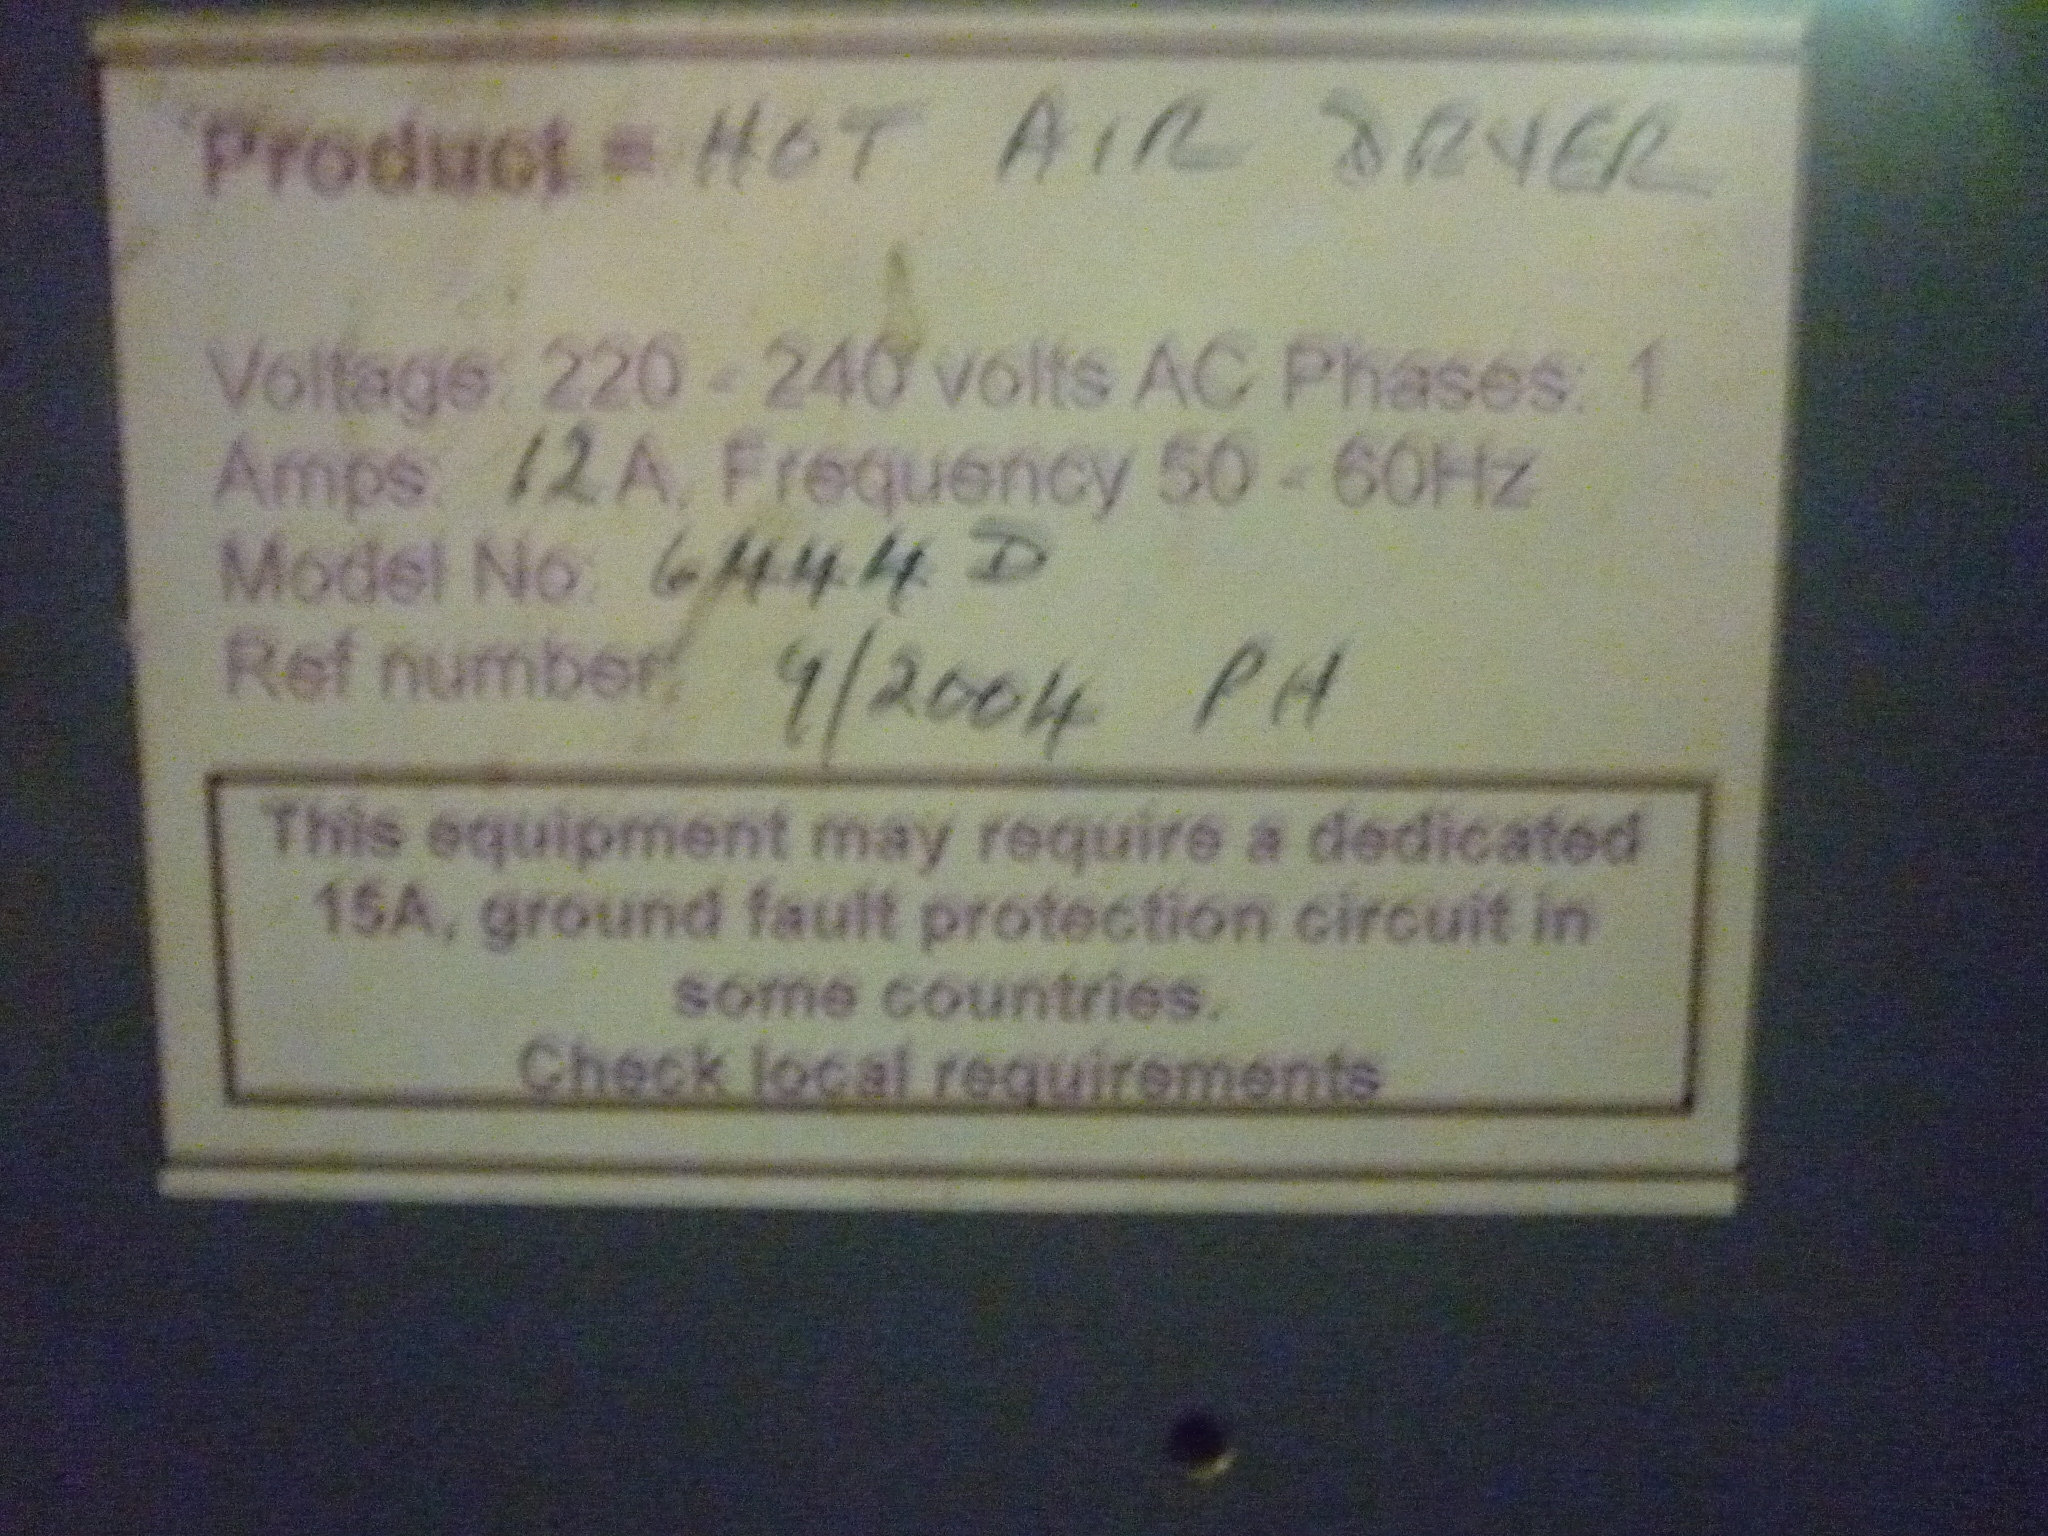 Product = HOT AIR DRYER
Voltage: 220 - 240 volts AC Phases: 1
Amps: 12A, Frequency 50 - 60Hz
Model No: 6444D
Ref number: 9/2004 PH
This equipment may require a dedicated
15A, ground fault protection circuit in
some countries.
Check local requirements